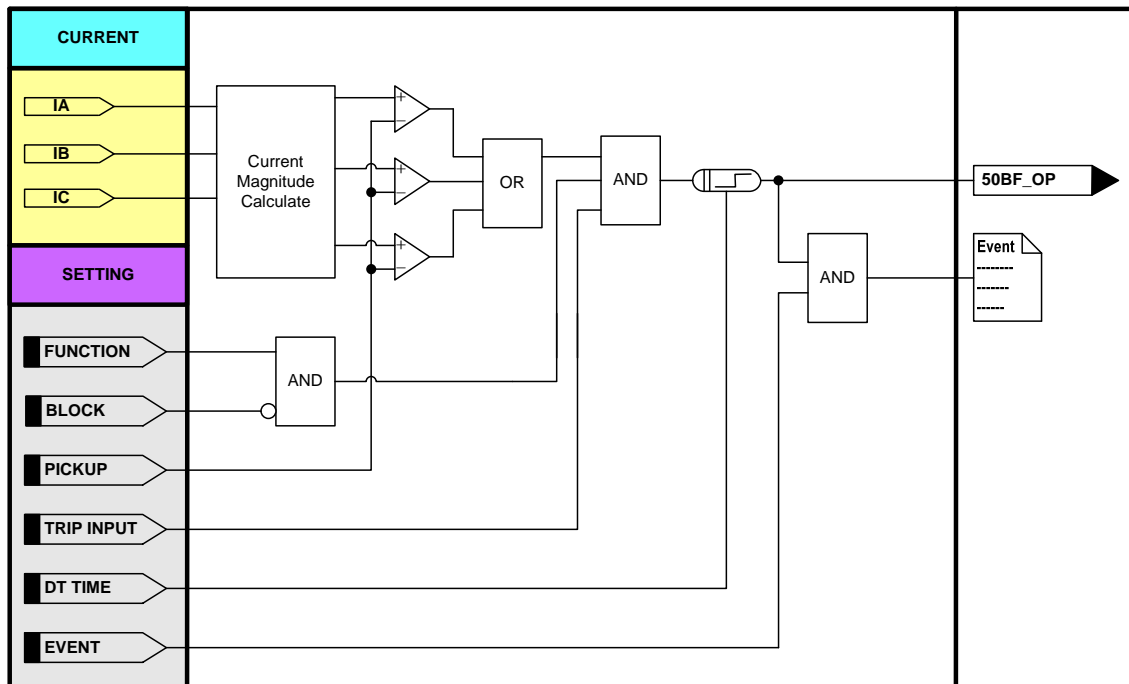 CURRENT
IA
IB
IC
Current
Magnitude
Calculate
+
−
+
−
+
−
OR
AND
50BF_OP
Event
--------
-------
-----
AND
SETTING
FUNCTION
BLOCK
AND
PICKUP
TRIP INPUT
DT TIME
EVENT